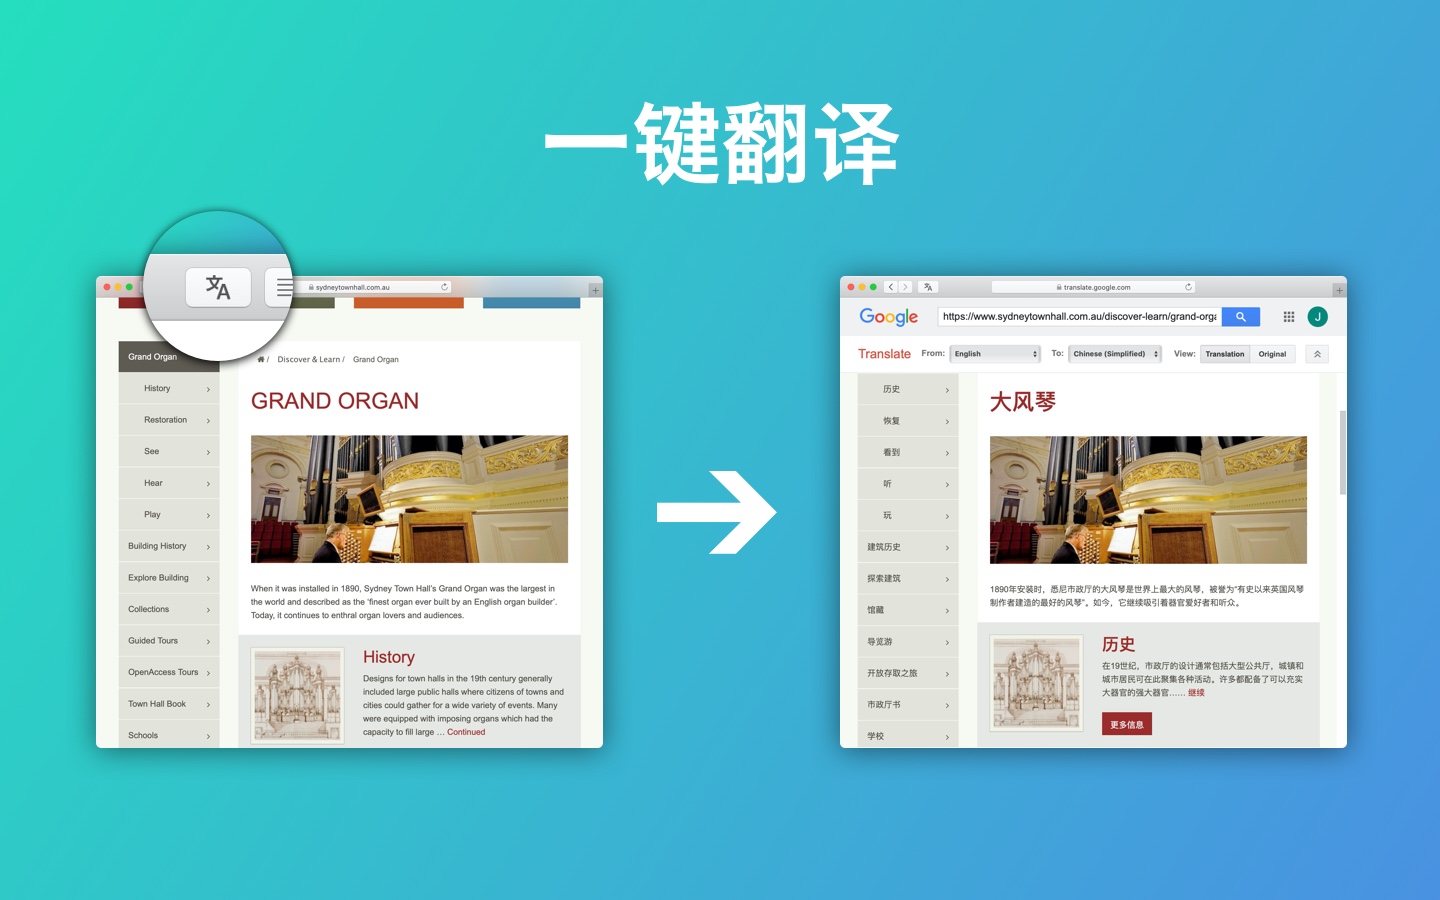 一键翻译
文A
sydneytownhall.com.au
Grand Organ
/ Discover & Learn / Grand Organ
History
Restoration
See
Hear
Play
Building History
Explore Building
Collections
Guided Tours
OpenAccess Tours
Town Hall Book
Schools
GRAND ORGAN
When it was installed in 1890, Sydney Town Hall's Grand Organ was the largest in
the world and described as the 'finest organ ever built by an English organ builder'.
Today, it continues to enthral organ lovers and audiences.
History
Designs for town halls in the 19th century generally
included large public halls where citizens of towns and
cities could gather for a wide variety of events. Many
were equipped with imposing organs which had the
capacity to fill large … Continued
文A
translate.google.com
Google
https://www.sydneytownhall.com.au/discover-learn/grand-orga
J
Translate
From: English
To: Chinese (Simplified)
View: Translation Original
历史
恢复
看到
听
玩
建筑历史
探索建筑
馆藏
导览游
开放存取之旅
市政厅书
学校
大风琴
1890年安装时，悉尼市政厅的大风琴是世界上最大的风琴，被誉为“有史以来英国风琴
制作者建造的最好的风琴”。如今，它继续吸引着器官爱好者和听众。
历史
在19世纪，市政厅的设计通常包括大型公共厅，城镇和
城市居民可在此聚集各种活动。许多都配备了可以充实
大器官的强大器官…… 继续
更多信息